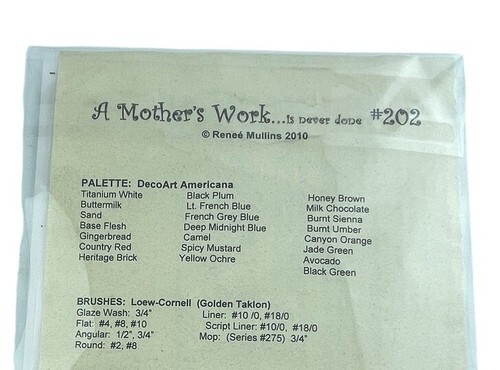 A Mother's Work...is never done #202
© Reneé Mullins 2010
PALETTE: DecoArt Americana
Titanium White Black Plum Honey Brown
Buttermilk Lt. French Blue Milk Chocolate
Sand French Grey Blue Burnt Sienna
Base Flesh Deep Midnight Blue Burnt Umber
Gingerbread Camel Canyon Orange
Country Red Spicy Mustard Jade Green
Heritage Brick Yellow Ochre Avocado
Black Green
BRUSHES: Loew-Cornell (Golden Taklon)
Glaze Wash: 3/4" Liner: #10 /0, #18/0
Flat: #4, #8, #10 Script Liner: #10/0, #18/0
Angular: 1/2", 3/4" Mop: (Series #275) 3/4"
Round: #2, #8